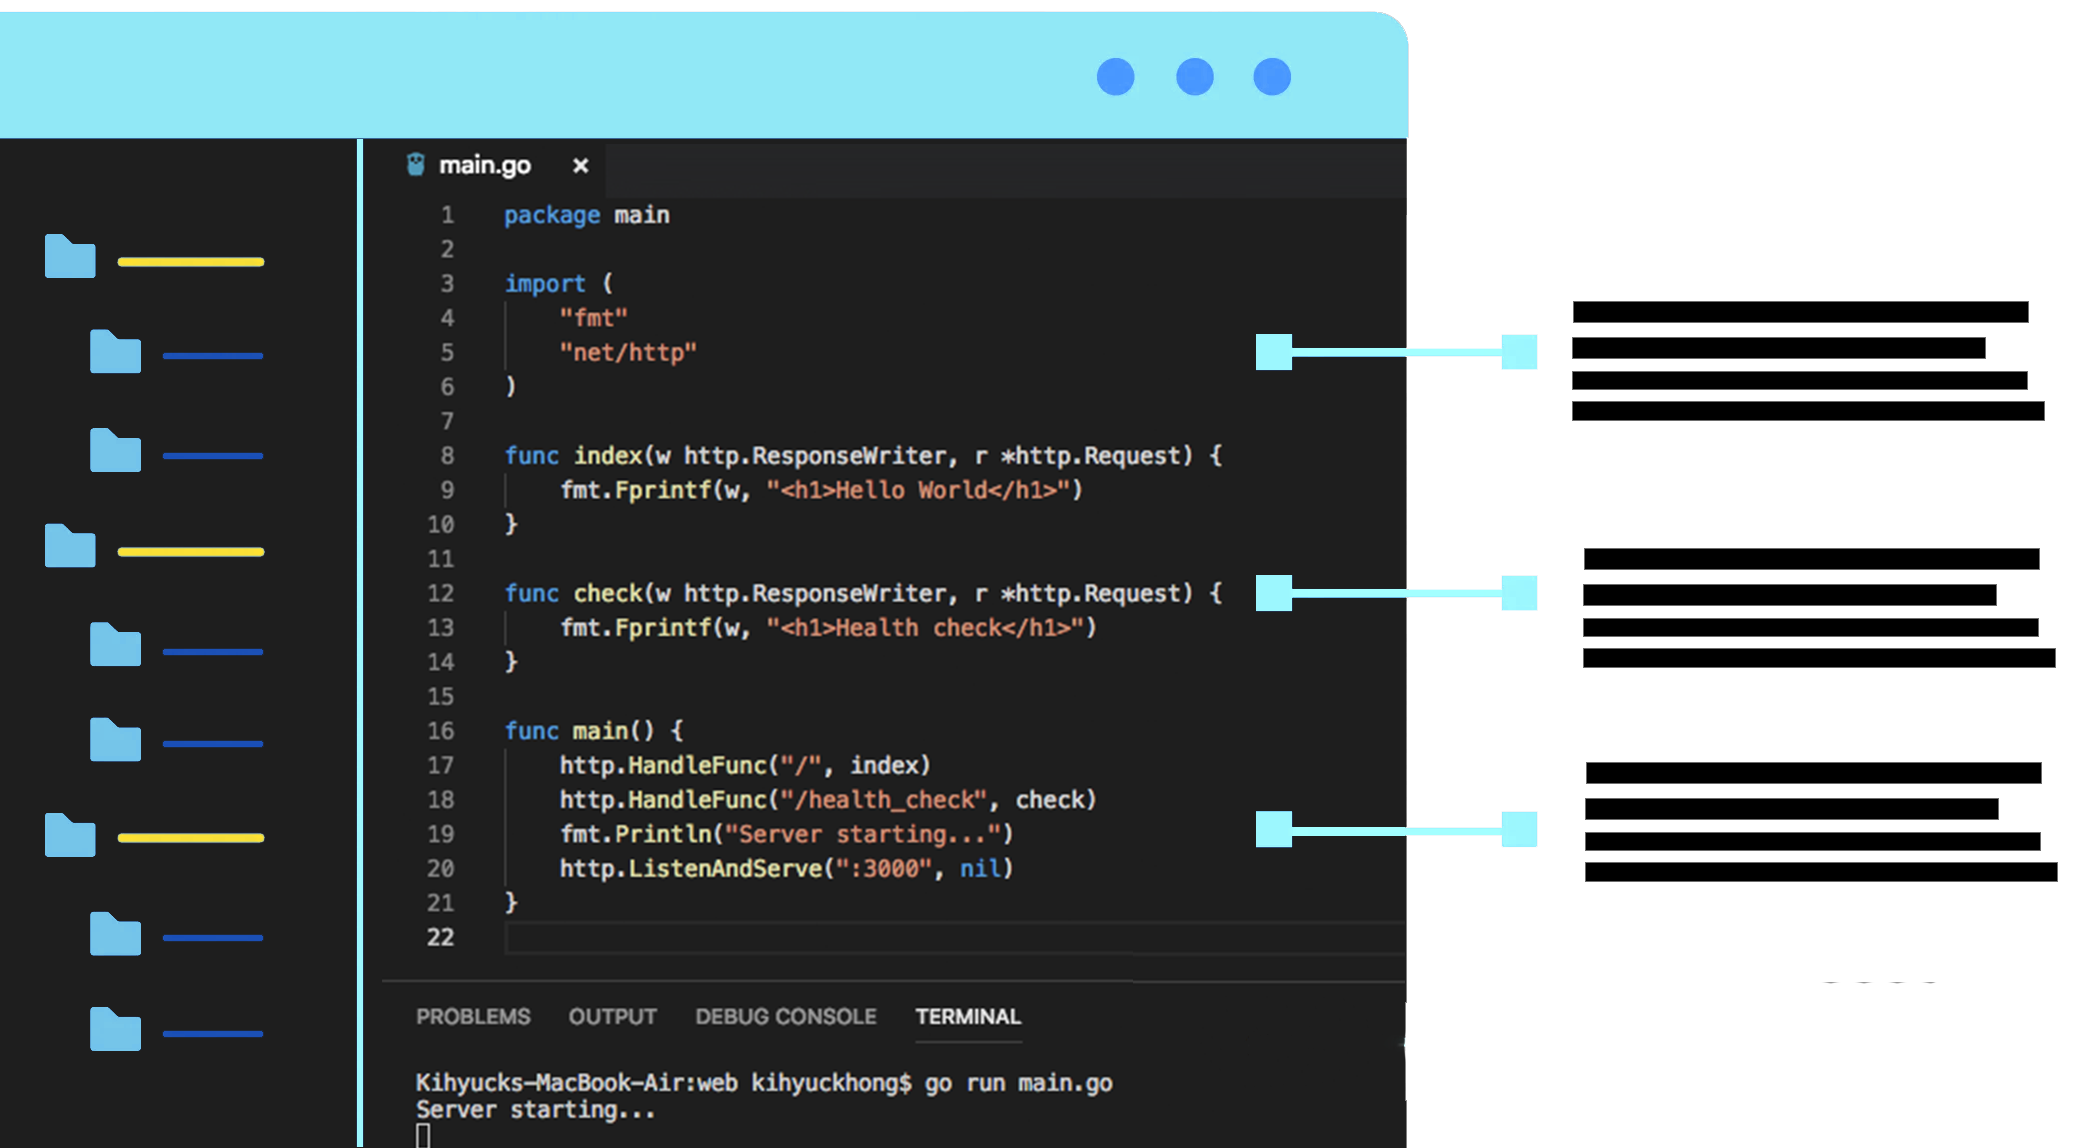 main.go ×
1 package main
2
3 import (
4 "fmt"
5 "net/http"
6 )
7
8 func index(w http.ResponseWriter, r *http.Request) {
9 fmt.Fprintf(w, "<h1>Hello World</h1>")
10 }
11
12 func check(w http.ResponseWriter, r *http.Request) {
13 fmt.Fprintf(w, "<h1>Health check</h1>")
14 }
15
16 func main() {
17 http.HandleFunc("/", index)
18 http.HandleFunc("/health_check", check)
19 fmt.Println("Server starting...")
20 http.ListenAndServe(":3000", nil)
21 }
22
PROBLEMS OUTPUT DEBUG CONSOLE TERMINAL
Kihyucks-MacBook-Air:web kihyuckhong$ go run main.go
Server starting...